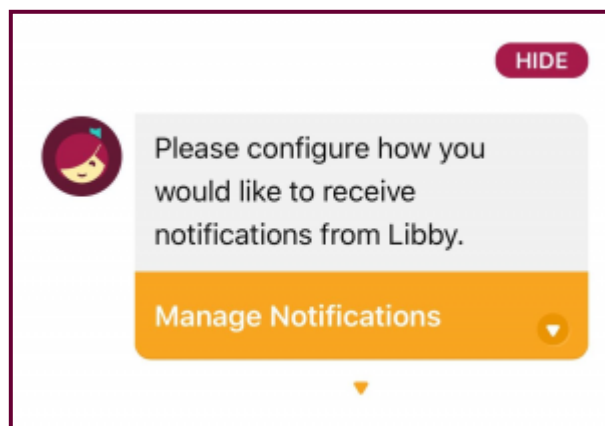 HIDE
Please configure how you
would like to receive
notifications from Libby.
Manage Notifications